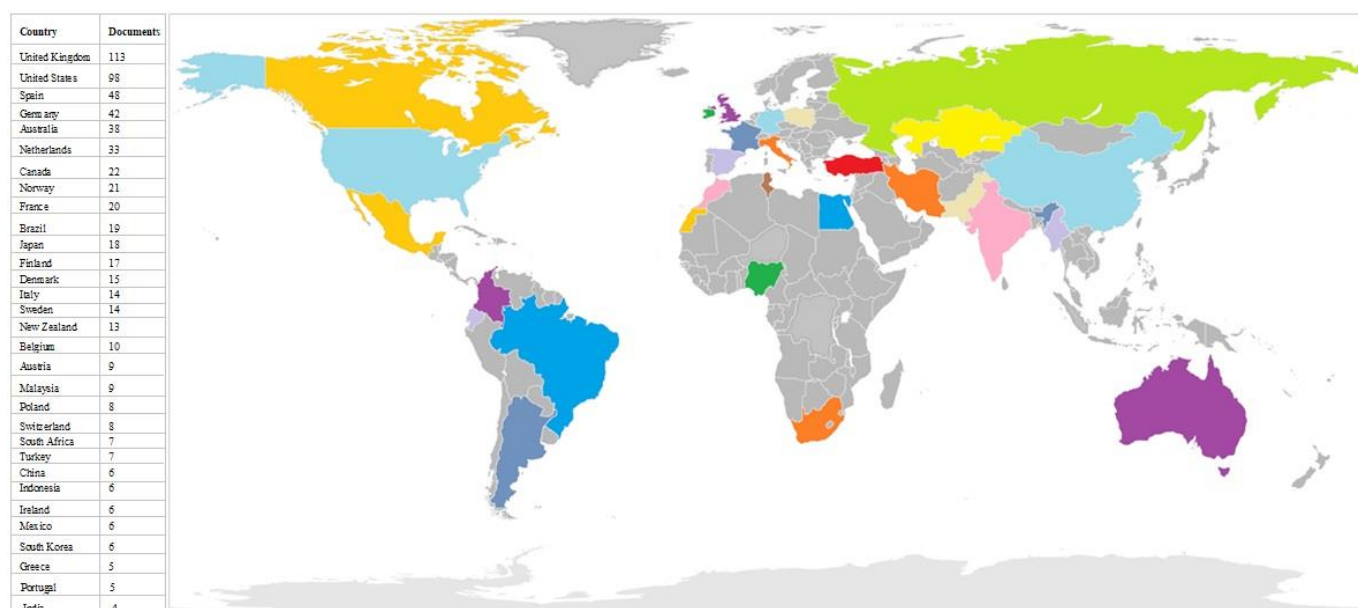 Country Documents
United Kingdom 113
United States 98
Spain 48
Germany 42
Australia 38
Netherlands 33
Canada 22
Norway 21
France 20
Brazil 19
Japan 18
Finland 17
Denmark 15
Italy 14
Sweden 14
New Zealand 13
Belgium 10
Austria 9
Malaysia 9
Poland 8
Switzerland 8
South Africa 7
Turkey 7
China 6
Indonesia 6
Ireland 6
Mexico 6
South Korea 6
Greece 5
Portugal 5
India 4